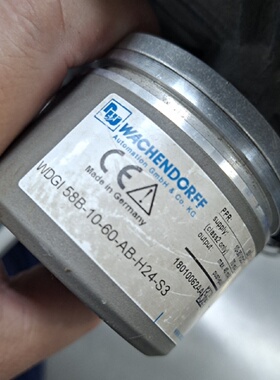 WACHENDORFF
Automation GmbH & Co. KG
CE
Made in Germany
WDGI 58B-10-60-AB-H24-S3
PPR
supply
output